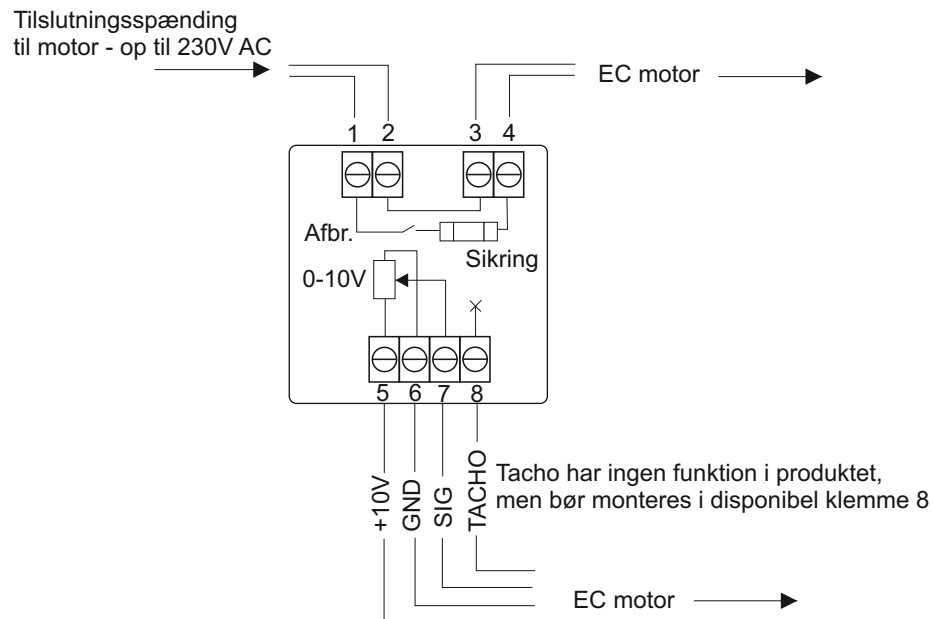 Tilslutningsspænding
til motor - op til 230V AC
EC motor
1 2 3 4
Afbr.
Sikring
0-10V
5 6 7 8
+10V
GND
SIG
TACHO
Tacho har ingen funktion i produktet,
men bør monteres i disponibel klemme 8
EC motor